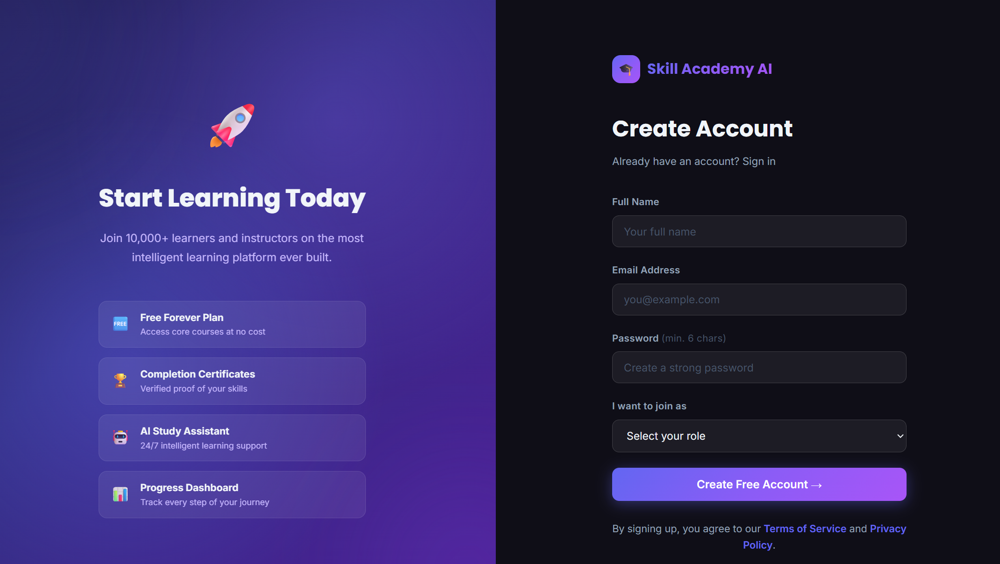 Start Learning Today
Join 10,000+ learners and instructors on the most
intelligent learning platform ever built.
FREE
Free Forever Plan
Access core courses at no cost
Completion Certificates
Verified proof of your skills
AI Study Assistant
24/7 intelligent learning support
Progress Dashboard
Track every step of your journey
Skill Academy AI
Create Account
Already have an account? Sign in
Full Name
Your full name
Email Address
you@example.com
Password (min. 6 chars)
Create a strong password
I want to join as
Select your role
Create Free Account →
By signing up, you agree to our Terms of Service and Privacy
Policy.